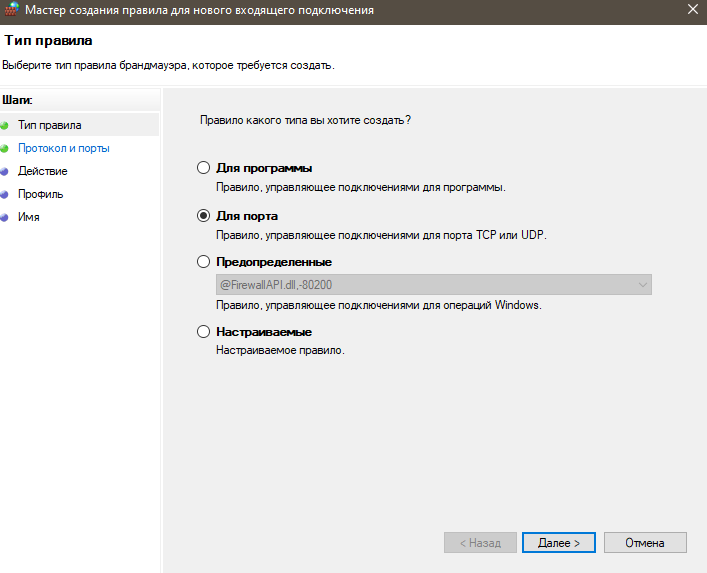 Мастер создания правила для нового входящего подключения
Тип правила
Выберите тип правила брандмауэра, которое требуется создать.
Шаги:
Тип правила
Протокол и порты
Действие
Профиль
Имя
Правило какого типа вы хотите создать?
Для программы
Правило, управляющее подключениями для программы.
Для порта
Правило, управляющее подключениями для порта TCP или UDP.
Предопределенные
@FirewallAPI.dll,-80200
Правило, управляющее подключениями для операций Windows.
Настраиваемые
Настраиваемое правило.
< Назад
Далее >
Отмена